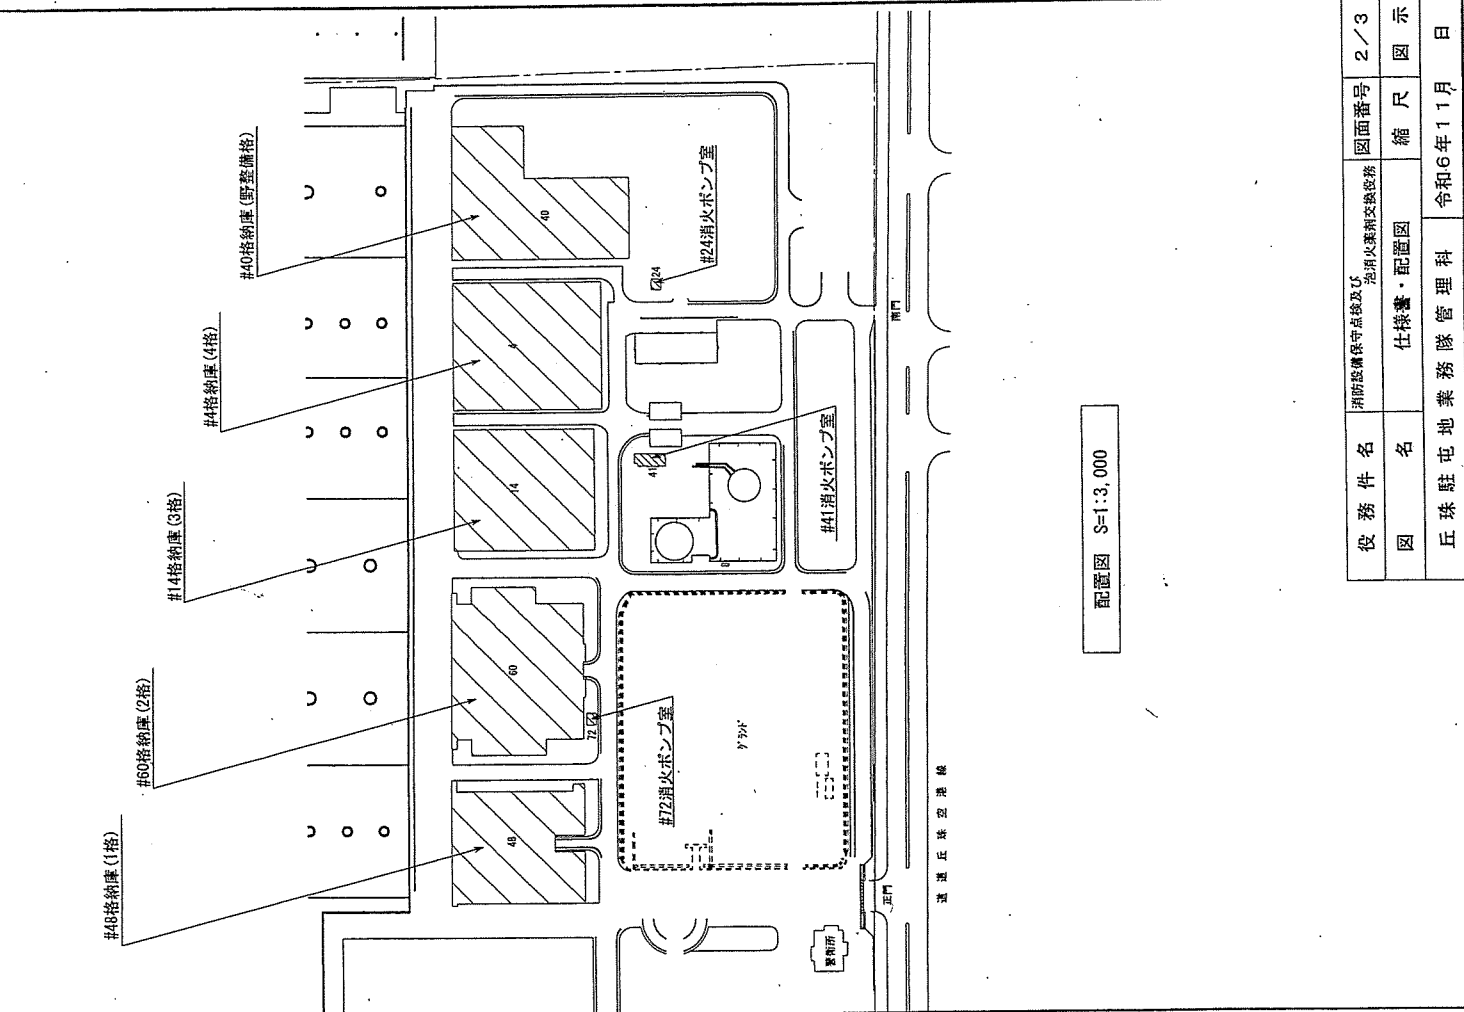 #48格納庫(1格)
#60格納庫(2格)
#14格納庫(3格)
#4格納庫(4格)
#40格納庫(野整備格)
48
60
14
4
40
72
#72消火ポンプ室
41
#41消火ポンプ室
24
#24消火ポンプ室
グランド
警衛所
正門
南門
道道丘珠空港線
配置図 S=1:3,000
役務件名
消防設備保守点検及び
泡消火薬剤交換役務
図面番号
2/3
図名
仕様書・配置図
縮尺
図示
丘珠駐屯地業務隊管理科
令和6年11月 日